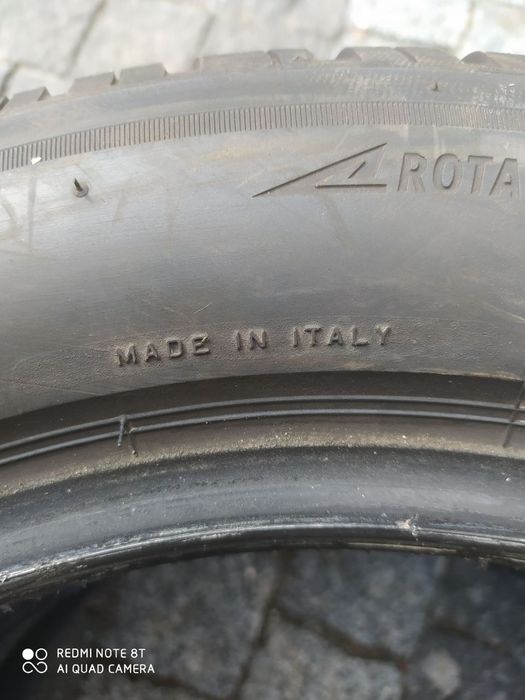 ROTA
MADE IN ITALY
REDMI NOTE 8T
AI QUAD CAMERA